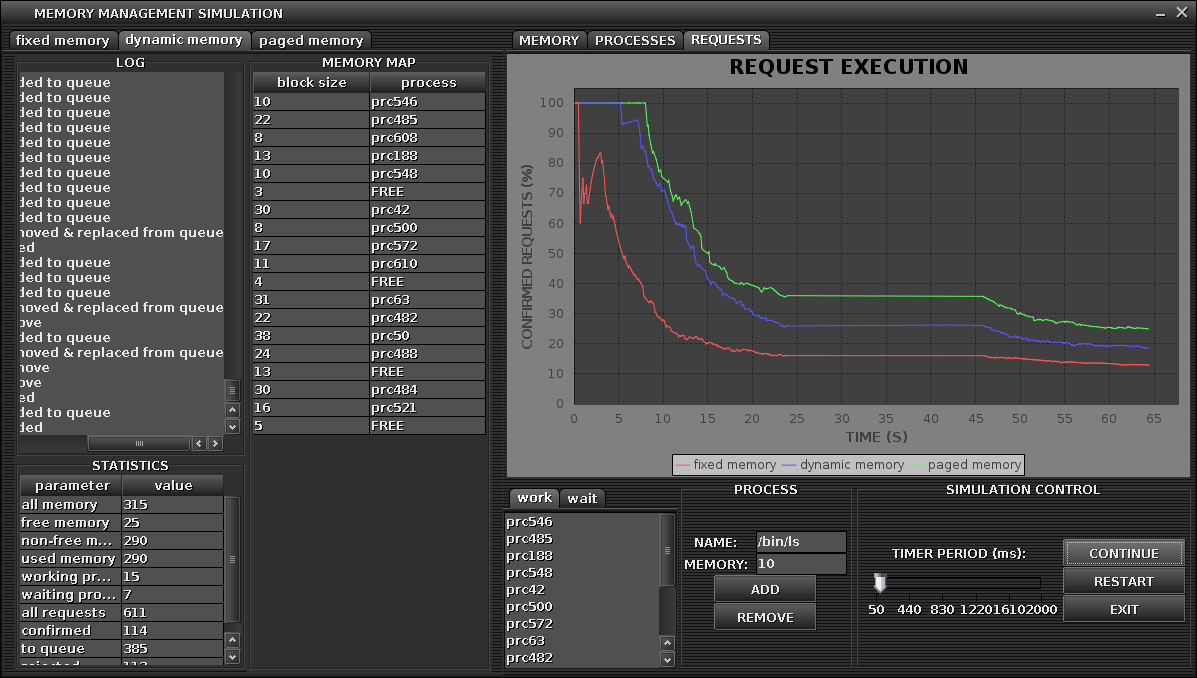 MEMORY MANAGEMENT SIMULATION
fixed memory dynamic memory paged memory
LOG
ded to queue
ded to queue
ded to queue
ded to queue
ded to queue
ded to queue
ded to queue
ded to queue
ded to queue
ded to queue
noved & replaced from queue
ed
ded to queue
ded to queue
ded to queue
noved & replaced from queue
ove
ded to queue
noved & replaced from queue
nove
ove
ed
ded to queue
ded
STATISTICS
parameter value
all memory 315
free memory 25
non-free m... 290
used memory 290
working pr... 15
waiting pro... 7
all requests 611
confirmed 114
to queue 385
rejected 112
MEMORY MAP
block size process
10 prc546
22 prc485
8 prc608
13 prc188
10 prc548
3 FREE
30 prc42
8 prc500
17 prc572
11 prc610
4 FREE
31 prc63
22 prc482
38 prc50
24 prc488
13 FREE
30 prc484
16 prc521
5 FREE
MEMORY PROCESSES REQUESTS
REQUEST EXECUTION
CONFIRMED REQUESTS (%)
100
90
80
70
60
50
40
30
20
10
0
0 5 10 15 20 25 30 35 40 45 50 55 60 65
TIME (S)
fixed memory dynamic memory paged memory
work wait
prc546
prc485
prc188
prc548
prc42
prc500
prc572
prc63
prc482
PROCESS
NAME: /bin/ls
MEMORY: 10
ADD
REMOVE
SIMULATION CONTROL
TIMER PERIOD (ms):
50 440 830 1220 1610 2000
CONTINUE
RESTART
EXIT